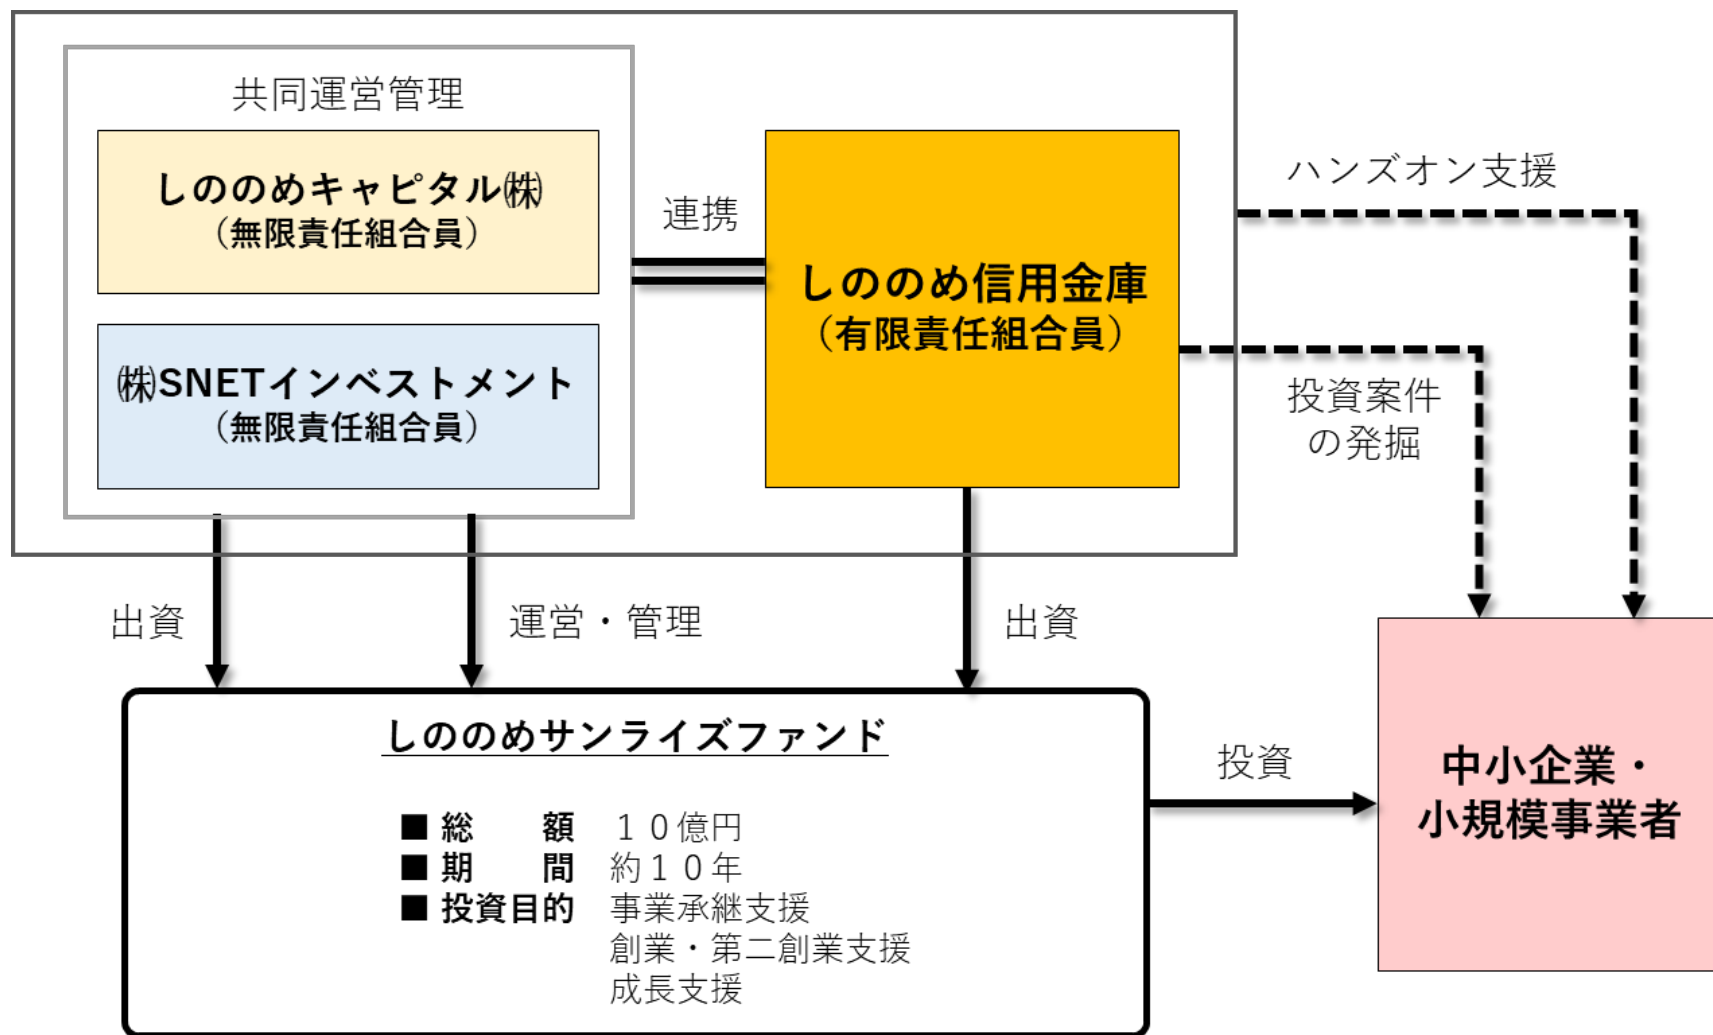 共同運営管理
しののめキャピタル㈱
（無限責任組合員）
㈱SNETインベストメント
（無限責任組合員）
連携
しののめ信用金庫
（有限責任組合員）
ハンズオン支援
投資案件
の発掘
出資
運営・管理
出資
しののめサンライズファンド
■ 総　額　１０億円
■ 期　間　約１０年
■ 投資目的　事業承継支援
創業・第二創業支援
成長支援
投資
中小企業・
小規模事業者